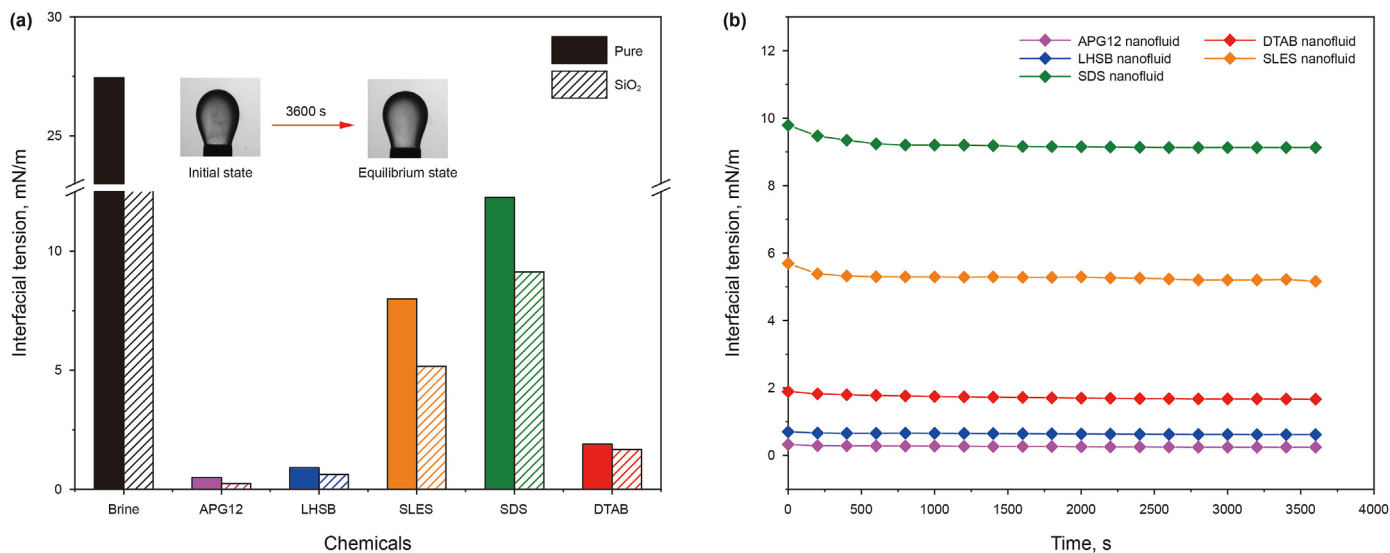 (a)
30
25
10
5
0
Interfacial tension, mN/m
Pure
SiO₂
3600 s
Initial state
Equilibrium state
Brine
APG12
LHSB
SLES
SDS
DTAB
Chemicals
(b)
12
10
8
6
4
2
0
Interfacial tension, mN/m
APG12 nanofluid
LHSB nanofluid
SDS nanofluid
DTAB nanofluid
SLES nanofluid
0
500
1000
1500
2000
2500
3000
3500
4000
Time, s